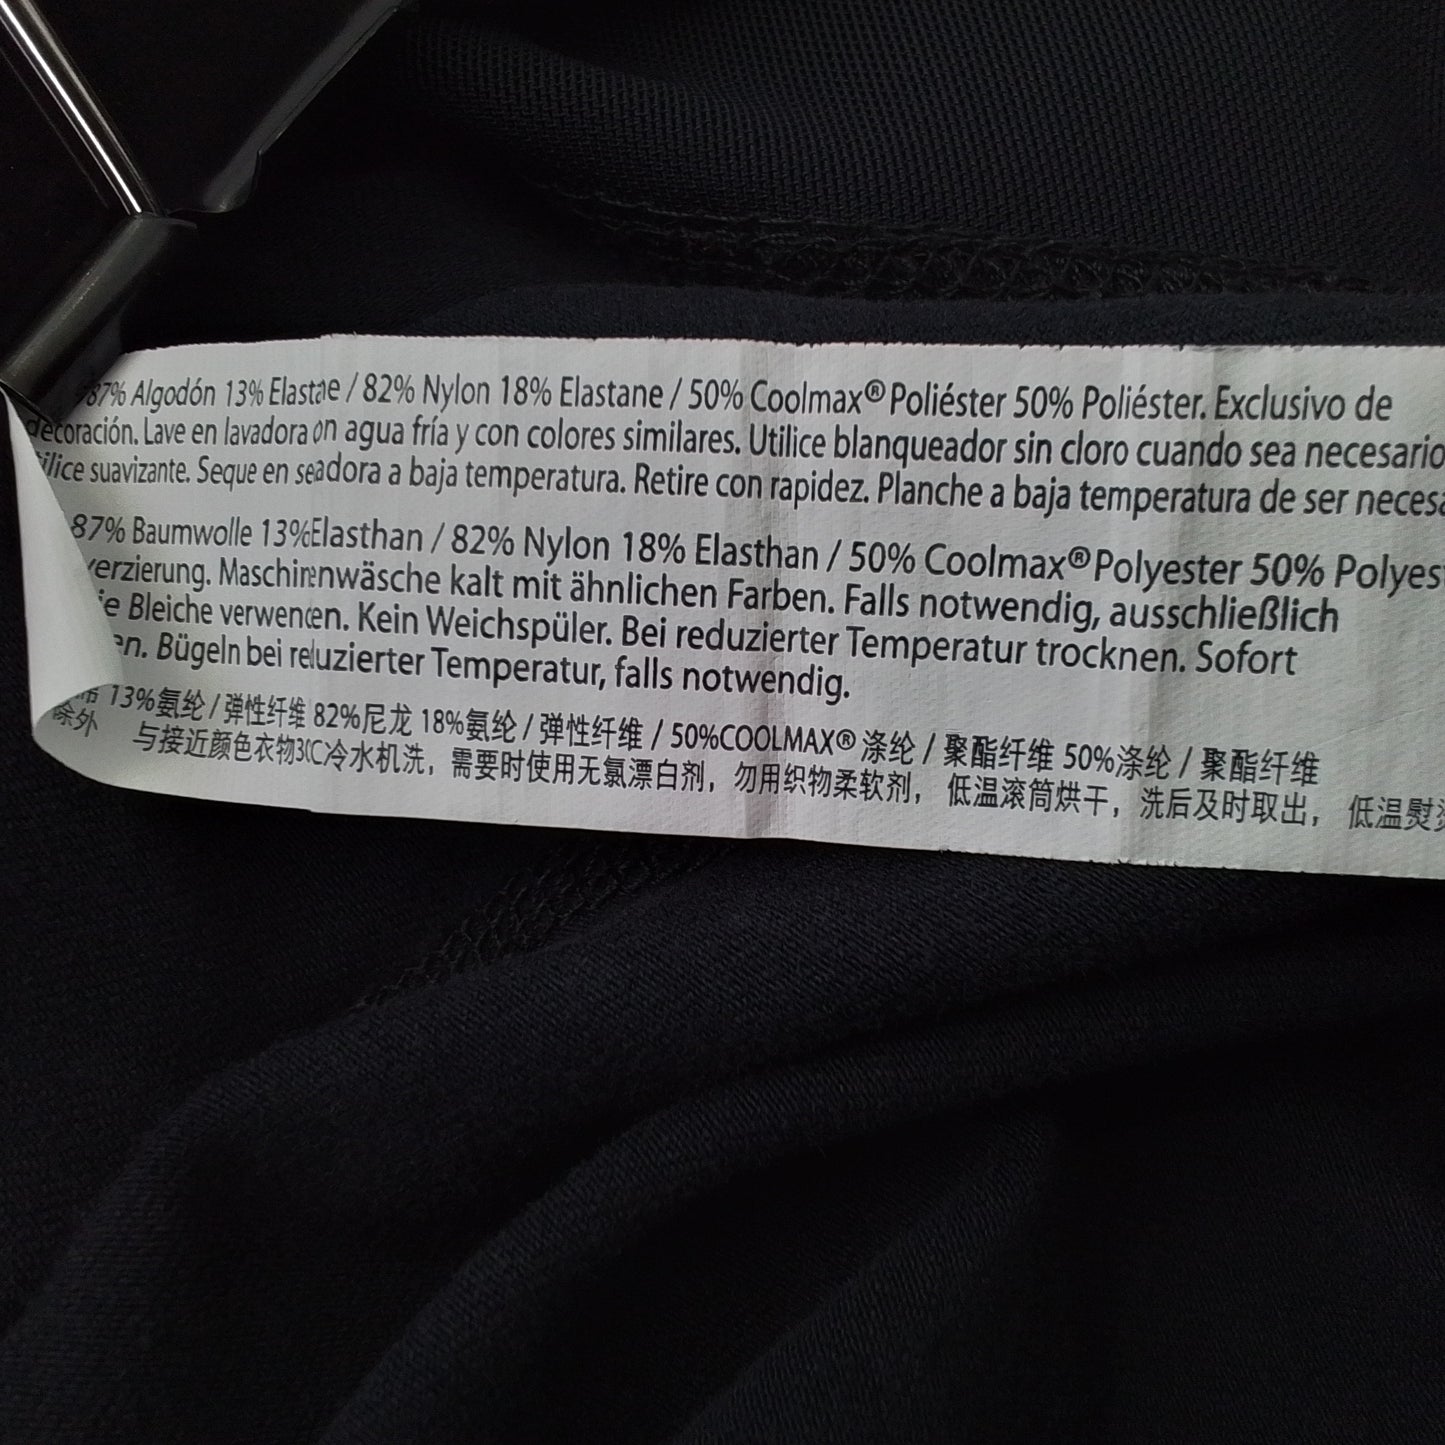 87% Algodón 13% Elastane / 82% Nylon 18% Elastane / 50% Coolmax® Poliéster 50% Poliéster. Exclusivo de
decoración. Lave en lavadora en agua fría y con colores similares. Utilice blanqueador sin cloro cuando sea necesario
suavizante. Seque en secadora a baja temperatura. Retire con rapidez. Planche a baja temperatura de ser
87% Baumwolle 13% Elasthan / 82% Nylon 18% Elasthan / 50% Coolmax® Polyester 50%
verzierung. Maschinenwäsche kalt mit ähnlichen Farben. Falls notwendig, ausschließlich
Bleiche verwenden. Kein Weichspüler. Bei reduzierter Temperatur trocknen. Sofort
Bügeln bei reduzierter Temperatur, falls notwendig.
13%氨纶 / 弹性纤维 82%尼龙 18%氨纶 / 弹性纤维 / 50%COOLMAX® 涤纶 / 聚酯纤维 50%涤纶 / 聚酯纤维
除外 与接近颜色衣物30C冷水机洗，需要时使用无氯漂白剂，勿用织物柔软剂，低温滚筒烘干，洗后及时取出，低温熨